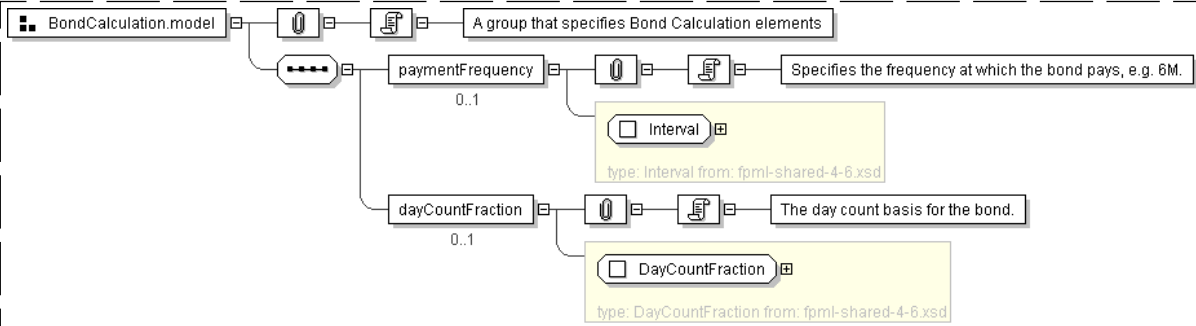 BondCalculation.model
A group that specifies Bond Calculation elements
paymentFrequency
Specifies the frequency at which the bond pays, e.g. 6M.
0..1
Interval
type: Interval from: fpml-shared-4-6.xsd
dayCountFraction
The day count basis for the bond.
0..1
DayCountFraction
type: DayCountFraction from: fpml-shared-4-6.xsd